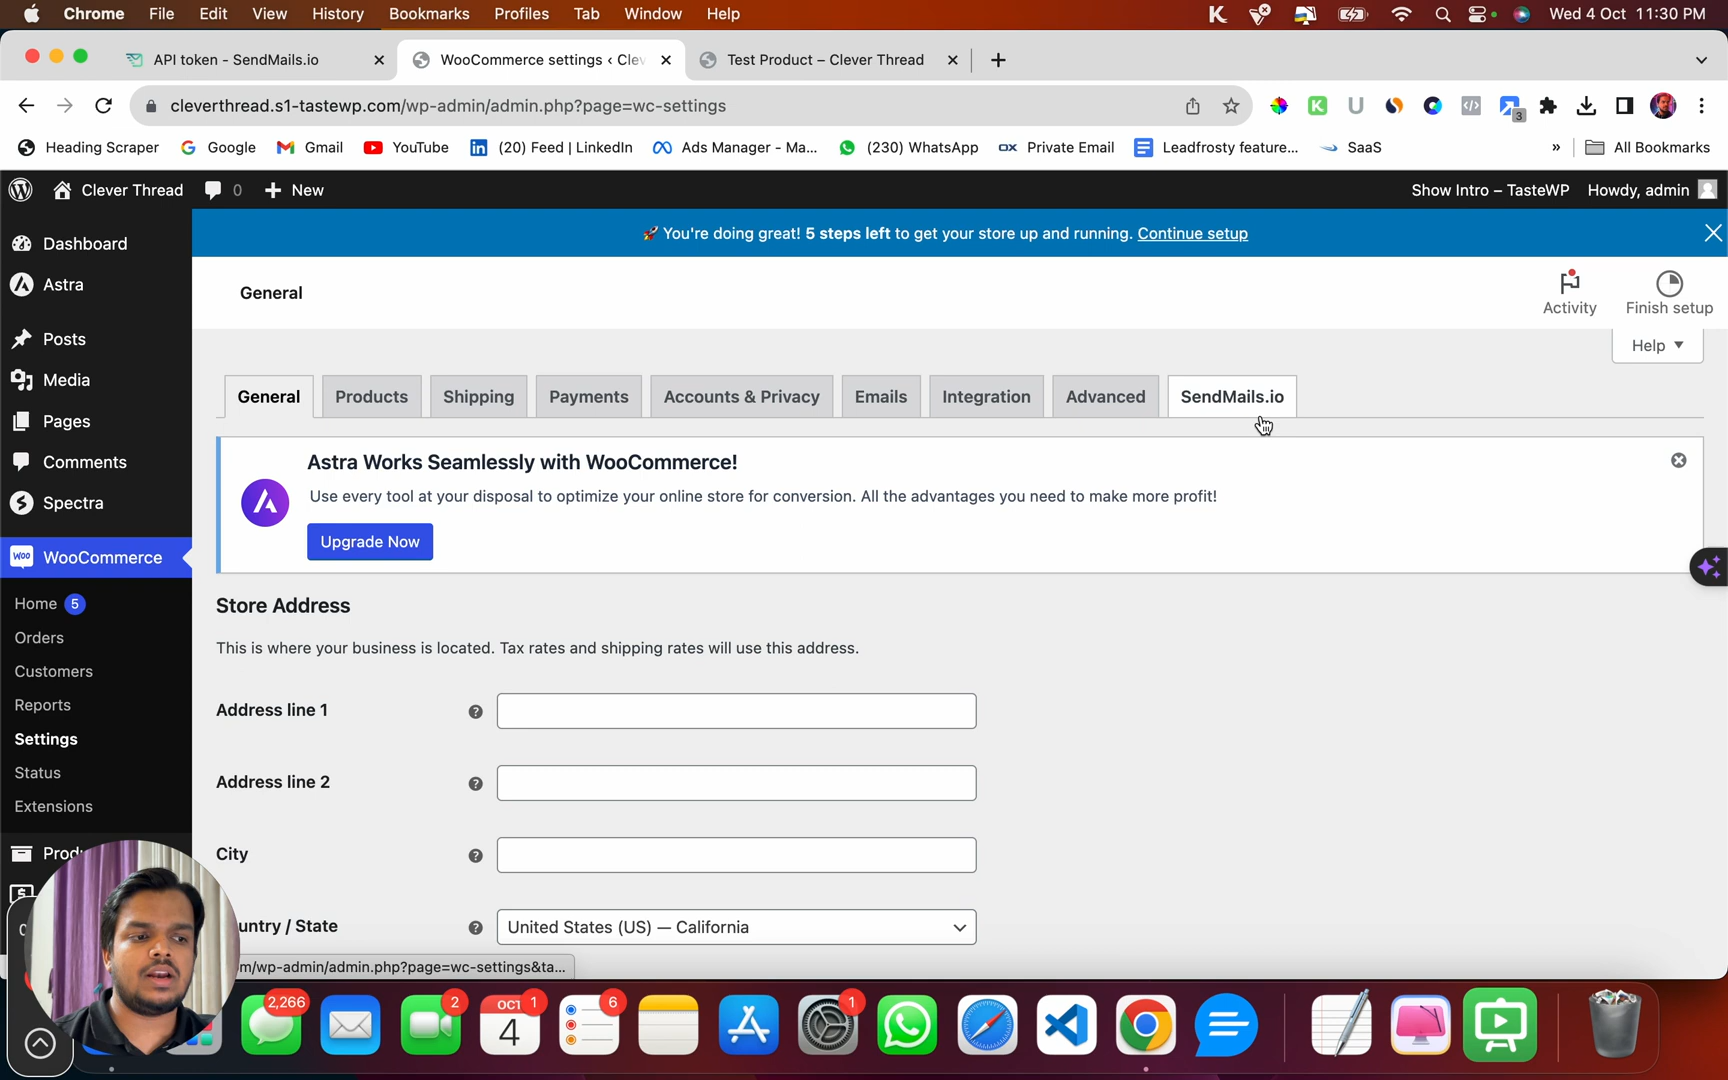 Chrome File Edit View History Bookmarks Profiles Tab Window Help Wed 4 Oct 11:30 PM
API token - SendMails.io
WooCommerce settings ‹ Clev
Test Product – Clever Thread
cleverthread.s1-tastewp.com/wp-admin/admin.php?page=wc-settings
3
Heading Scraper Google Gmail YouTube (20) Feed | LinkedIn Ads Manager - Ma... (230) WhatsApp Private Email Leadfrosty feature... SaaS » All Bookmarks
Clever Thread 0 New Show Intro – TasteWP Howdy, admin
🚀 You're doing great! 5 steps left to get your store up and running. Continue setup
Dashboard
Astra
Posts
Media
Pages
Comments
Spectra
WooCommerce
Home 5
Orders
Customers
Reports
Settings
Status
Extensions
General
Activity
Finish setup
Help
General Products Shipping Payments Accounts & Privacy Emails Integration Advanced SendMails.io
Astra Works Seamlessly with WooCommerce!
Use every tool at your disposal to optimize your online store for conversion. All the advantages you need to make more profit!
Upgrade Now
Store Address
This is where your business is located. Tax rates and shipping rates will use this address.
Address line 1
Address line 2
City
untry / State
United States (US) — California
m/wp-admin/admin.php?page=wc-settings&ta...
2,266
2
OCT 1
4
6
1